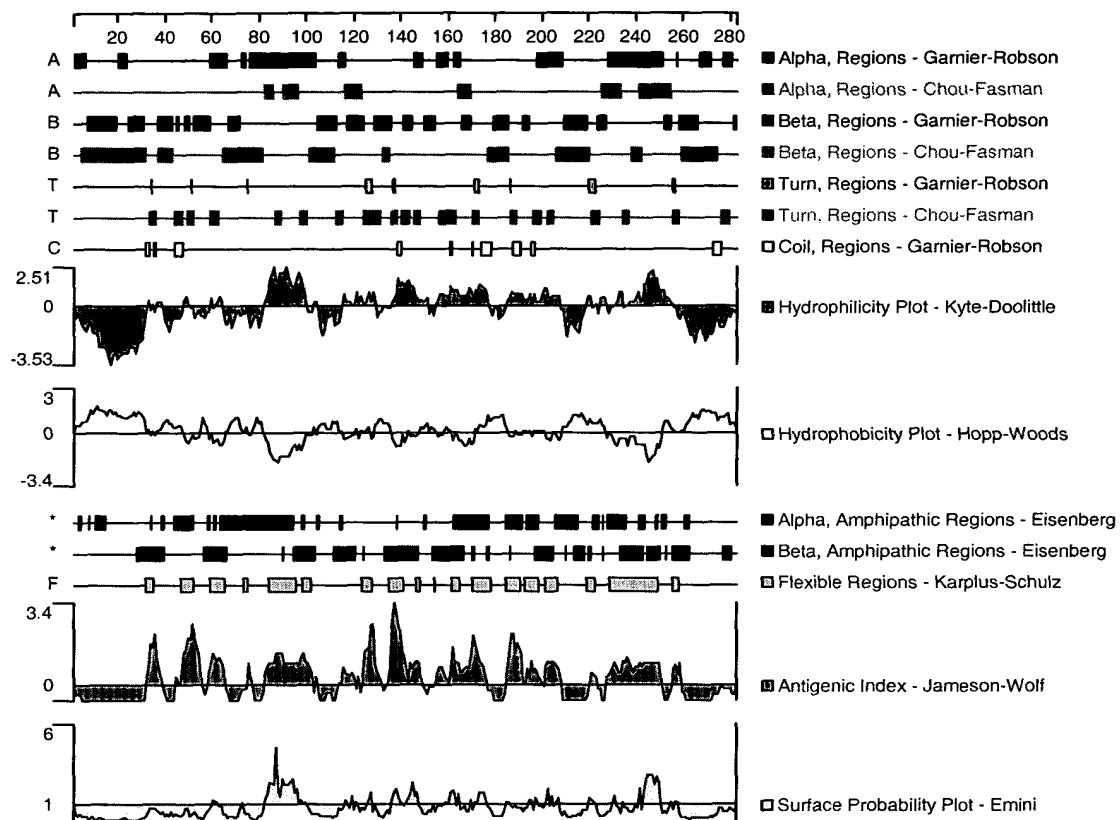 20 40 60 80 100 120 140 160 180 200 220 240 260 280
A Alpha, Regions - Garnier-Robson
A Alpha, Regions - Chou-Fasman
B Beta, Regions - Garnier-Robson
B Beta, Regions - Chou-Fasman
T Turn, Regions - Garnier-Robson
T Turn, Regions - Chou-Fasman
C Coil, Regions - Garnier-Robson
2.51
0 Hydrophilicity Plot - Kyte-Doolittle
-3.53
3
0 Hydrophobicity Plot - Hopp-Woods
-3.4
* Alpha, Amphipathic Regions - Eisenberg
* Beta, Amphipathic Regions - Eisenberg
F Flexible Regions - Karplus-Schulz
3.4
0 Antigenic Index - Jameson-Wolf
6
1 Surface Probability Plot - Emini